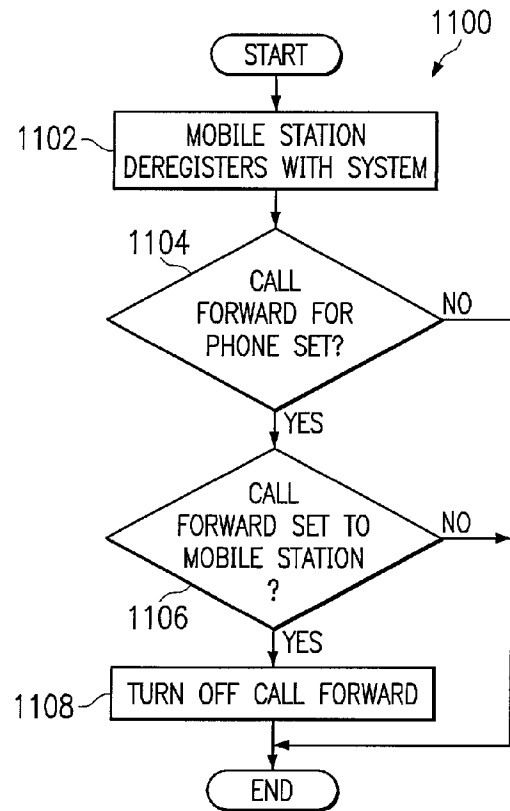 1100
START
1102
MOBILE STATION
DEREGISTERS WITH SYSTEM
1104
CALL
FORWARD FOR
PHONE SET?
NO
YES
CALL
FORWARD SET TO
MOBILE STATION
?
NO
1106
YES
1108
TURN OFF CALL FORWARD
END